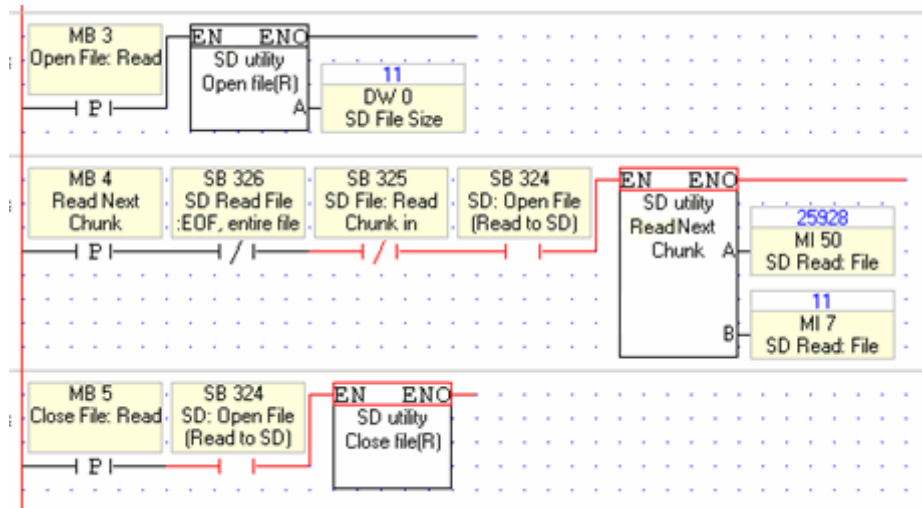 MB 3
Open File: Read
P
EN ENO
SD utility
Open file(R)
A
11
DW 0
SD File Size
MB 4
Read Next
Chunk
P
SB 326
SD Read File
:EOF, entire file
SB 325
SD File: Read
Chunk in
SB 324
SD: Open File
(Read to SD)
EN ENO
SD utility
Read Next
Chunk A
25928
MI 50
SD Read: File
B
11
MI 7
SD Read: File
MB 5
Close File: Read
P
SB 324
SD: Open File
(Read to SD)
EN ENO
SD utility
Close file(R)